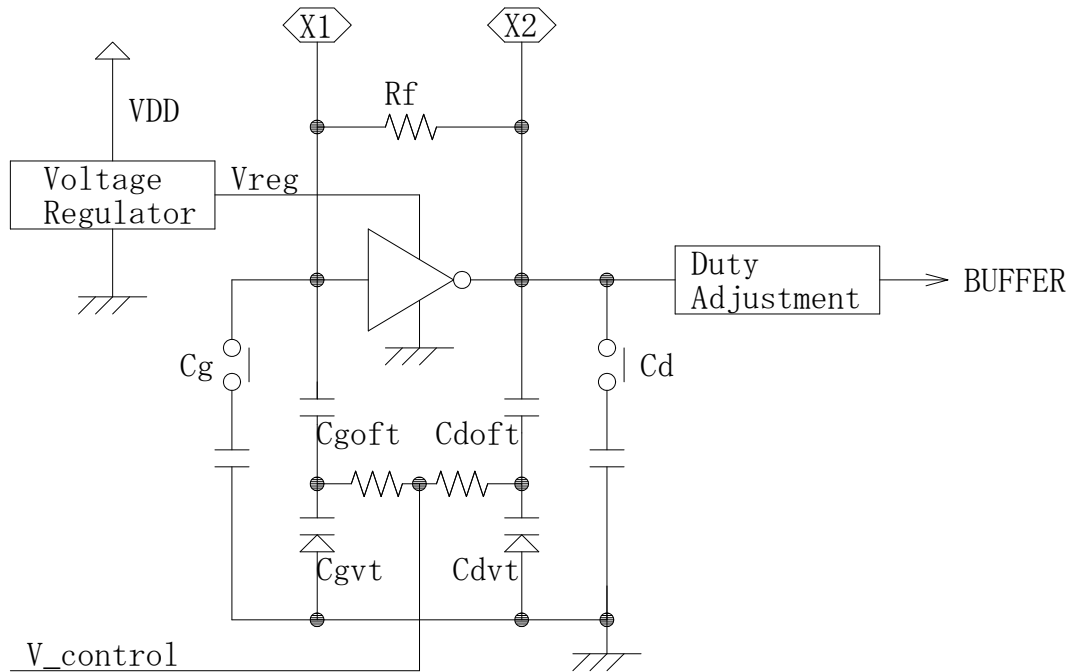 X1
X2
Rf
VDD
Voltage
Regulator
Vreg
Duty
Adjustment
BUFFER
Cg
Cd
Cgoft
Cdoft
Cgvt
Cdvt
V_control